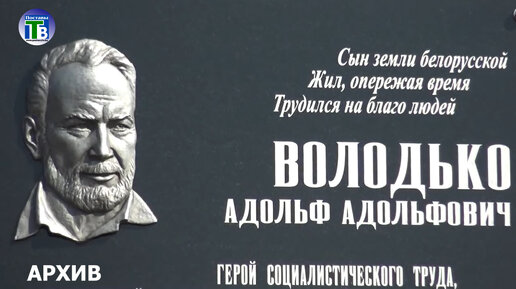 Поставы
ТВ
Сын земли белорусской
Жил, опережая время
Трудился на благо людей
ВОЛОДЬКО
АДОЛЬФ АДОЛЬФОВИЧ
АРХИВ
ГЕРОЙ СОЦИАЛИСТИЧЕСКОГО ТРУДА,